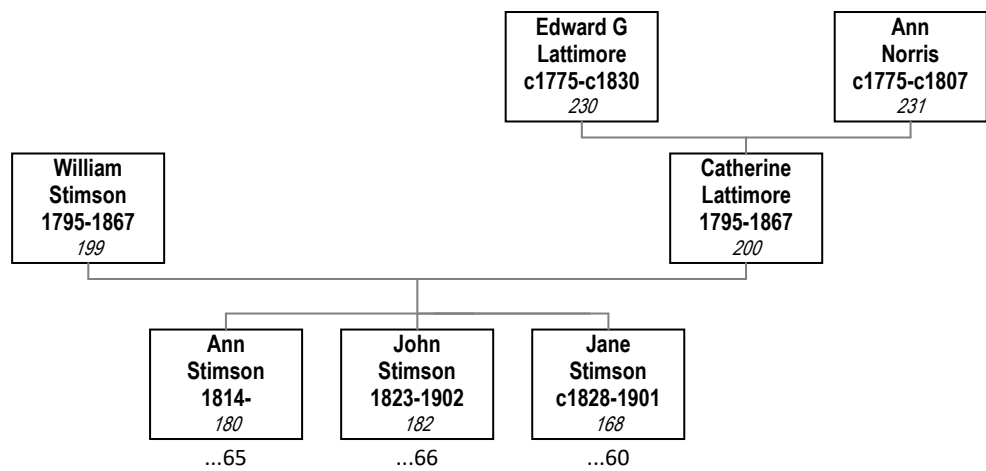 Edward G
Lattimore
c1775-c1830
230
Ann
Norris
c1775-c1807
231
William
Stimson
1795-1867
199
Catherine
Lattimore
1795-1867
200
Ann
Stimson
1814-
180
John
Stimson
1823-1902
182
Jane
Stimson
c1828-1901
168
...65
...66
...60